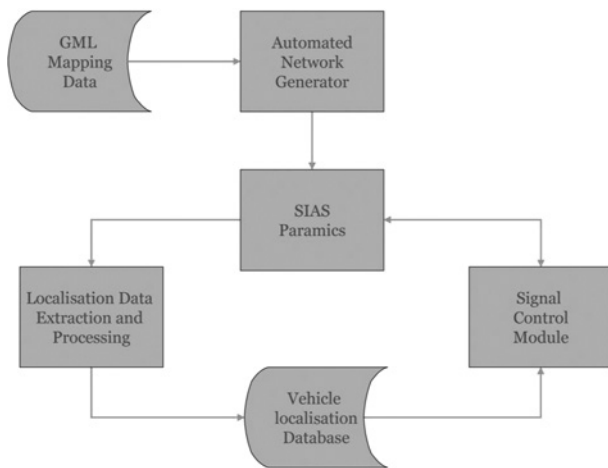 GML
Mapping
Data
Automated
Network
Generator
SIAS
Paramics
Localisation Data
Extraction and
Processing
Signal
Control
Module
Vehicle
localisation
Database